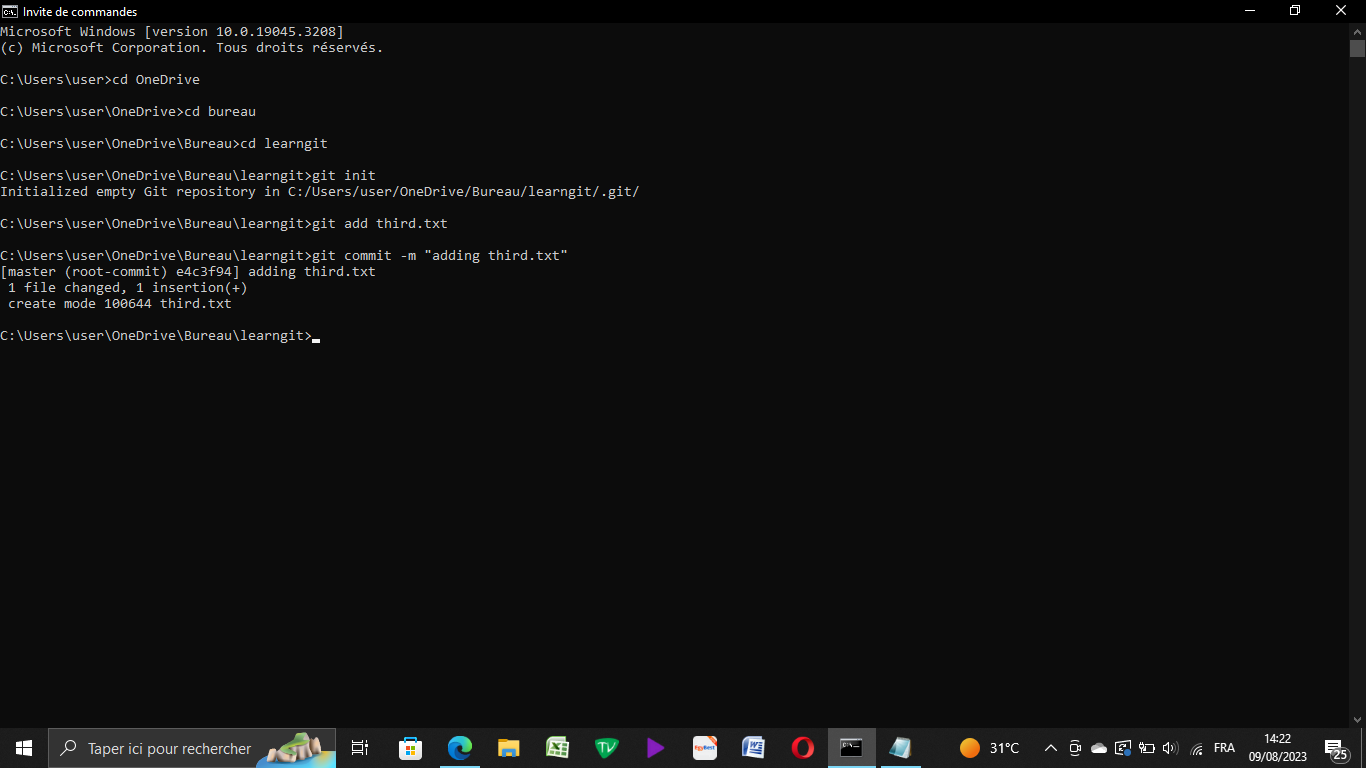 Invite de commandes
Microsoft Windows [version 10.0.19045.3208]
(c) Microsoft Corporation. Tous droits réservés.
C:\Users\user>cd OneDrive
C:\Users\user\OneDrive>cd bureau
C:\Users\user\OneDrive\Bureau>cd learngit
C:\Users\user\OneDrive\Bureau\learngit>git init
Initialized empty Git repository in C:/Users/user/OneDrive/Bureau/learngit/.git/
C:\Users\user\OneDrive\Bureau\learngit>git add third.txt
C:\Users\user\OneDrive\Bureau\learngit>git commit -m "adding third.txt"
[master (root-commit) e4c3f94] adding third.txt
 1 file changed, 1 insertion(+)
 create mode 100644 third.txt
C:\Users\user\OneDrive\Bureau\learngit>
Taper ici pour rechercher
TV
EgyBest
31°C
FRA
14:22
09/08/2023
25